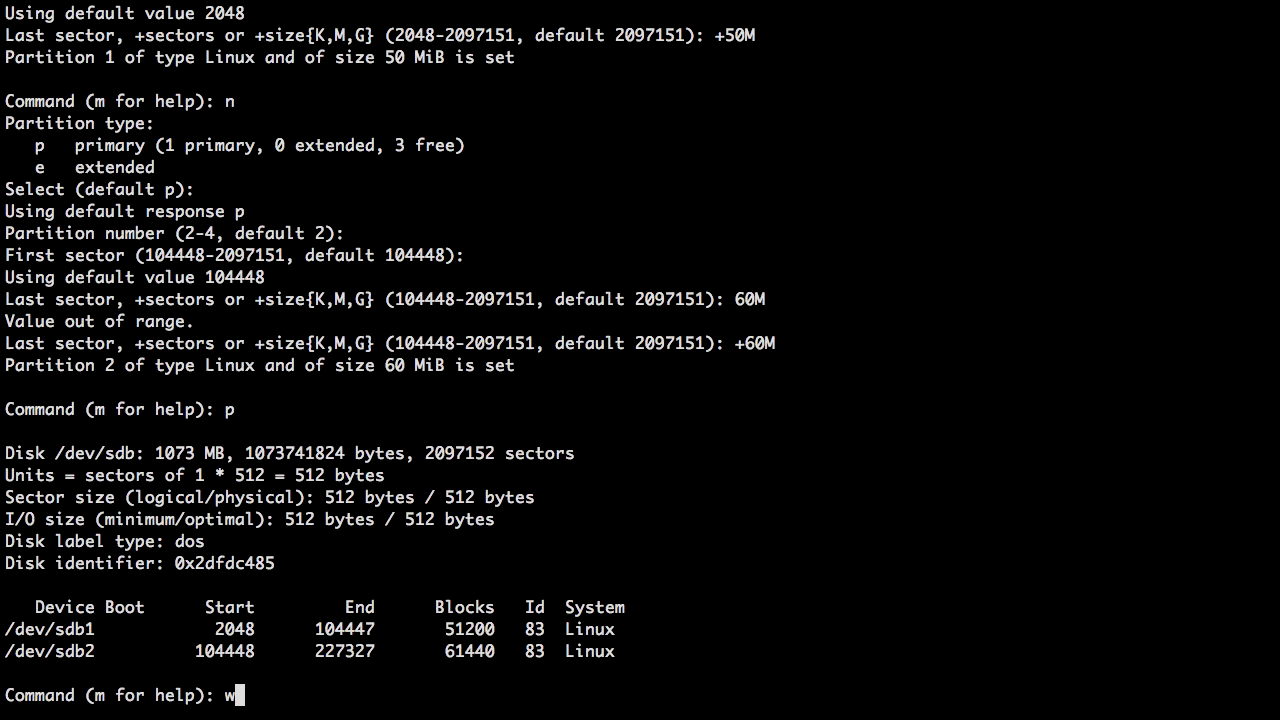 Using default value 2048
Last sector, +sectors or +size{K,M,G} (2048-2097151, default 2097151): +50M
Partition 1 of type Linux and of size 50 MiB is set
Command (m for help): n
Partition type:
   p   primary (1 primary, 0 extended, 3 free)
   e   extended
Select (default p):
Using default response p
Partition number (2-4, default 2):
First sector (104448-2097151, default 104448):
Using default value 104448
Last sector, +sectors or +size{K,M,G} (104448-2097151, default 2097151): 60M
Value out of range.
Last sector, +sectors or +size{K,M,G} (104448-2097151, default 2097151): +60M
Partition 2 of type Linux and of size 60 MiB is set
Command (m for help): p
Disk /dev/sdb: 1073 MB, 1073741824 bytes, 2097152 sectors
Units = sectors of 1 * 512 = 512 bytes
Sector size (logical/physical): 512 bytes / 512 bytes
I/O size (minimum/optimal): 512 bytes / 512 bytes
Disk label type: dos
Disk identifier: 0x2dfdc485
   Device Boot      Start         End      Blocks   Id  System
/dev/sdb1            2048      104447       51200   83  Linux
/dev/sdb2          104448      227327       61440   83  Linux
Command (m for help): w